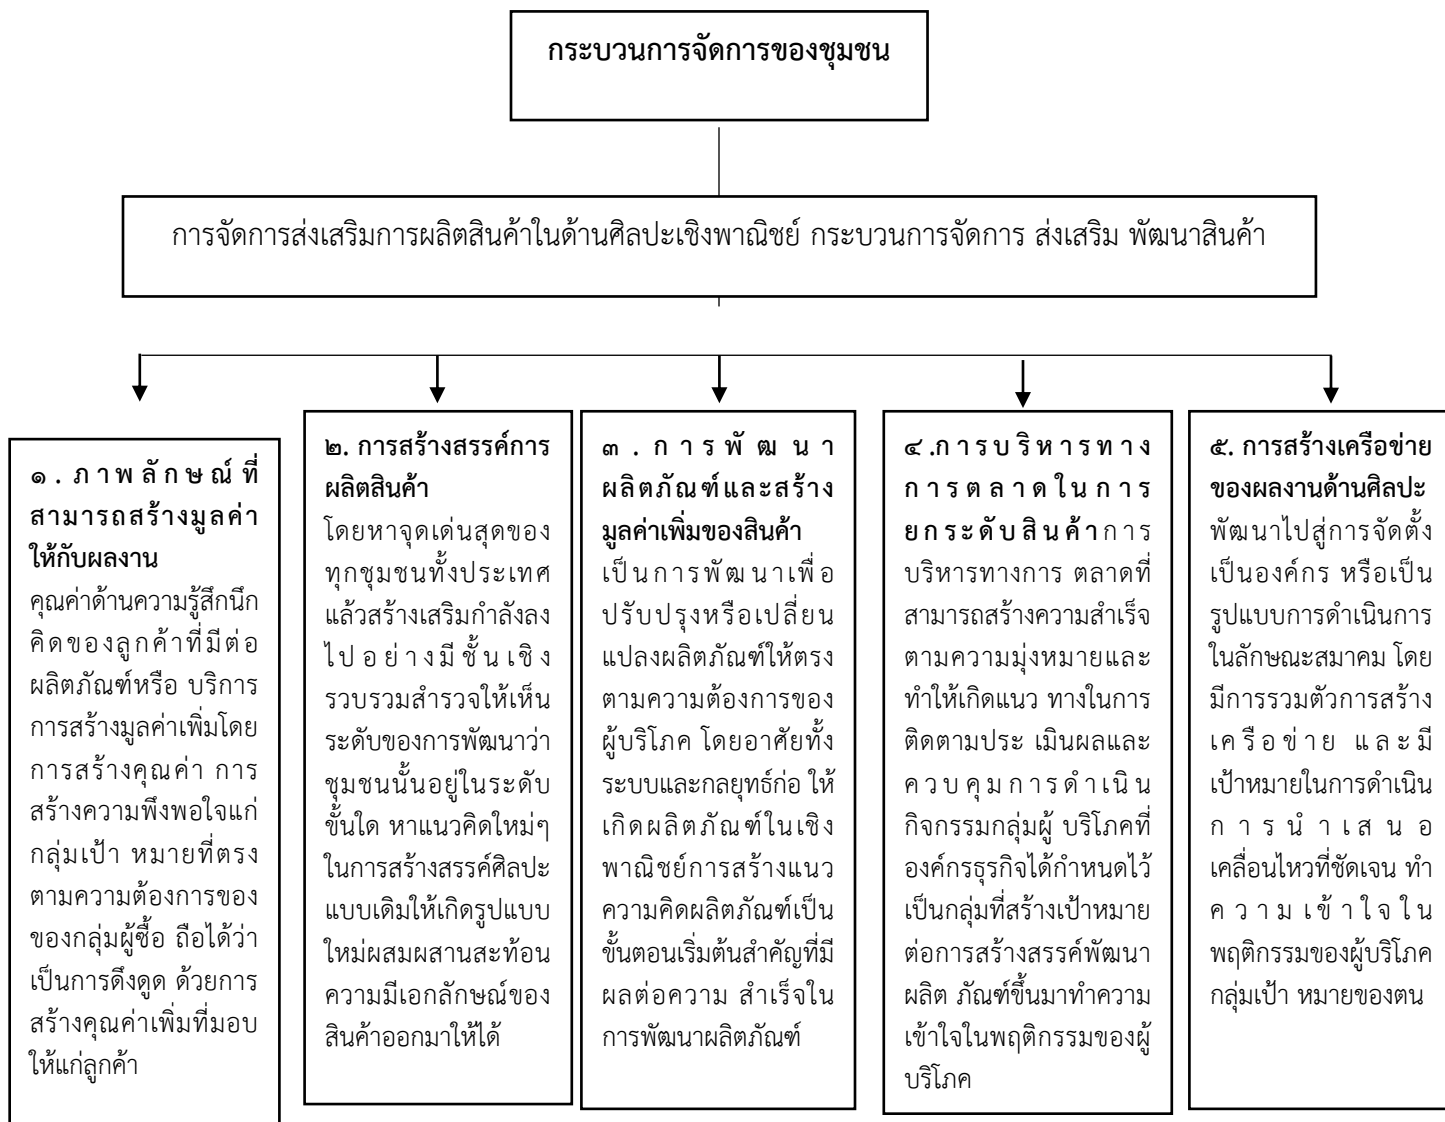 กระบวนการจัดการของชุมชน
การจัดการส่งเสริมการผลิตสินค้าในด้านศิลปะเชิงพาณิชย์ กระบวนการจัดการ ส่งเสริม พัฒนาสินค้า
๑. ภาพลักษณ์ที่
สามารถสร้างมูลค่า
ให้กับผลงาน
คุณค่าด้านความรู้สึกนึก
คิดของลูกค้าที่มีต่อ
ผลิตภัณฑ์หรือ บริการ
การสร้างมูลค่าเพิ่มโดย
การสร้างคุณค่า การ
สร้างความพึงพอใจแก่
กลุ่มเป้า หมายที่ตรง
ตามความต้องการของ
ของกลุ่มผู้ซื้อ ถือได้ว่า
เป็นการดึงดูด ด้วยการ
สร้างคุณค่าเพิ่มที่มอบ
ให้แก่ลูกค้า
๒. การสร้างสรรค์การ
ผลิตสินค้า
โดยหาจุดเด่นสุดของ
ทุกชุมชนทั้งประเทศ
แล้วสร้างเสริมกำลังลง
ไปอย่างมีชั้นเชิง
รวบรวมสำรวจให้เห็น
ระดับของการพัฒนาว่า
ชุมชนนั้นอยู่ในระดับ
ขั้นใด หาแนวคิดใหม่ๆ
ในการสร้างสรรค์ศิลปะ
แบบเดิมให้เกิดรูปแบบ
ใหม่ผสมผสานสะท้อน
ความมีเอกลักษณ์ของ
สินค้าออกมาให้ได้
๓. การพัฒนา
ผลิตภัณฑ์และสร้าง
มูลค่าเพิ่มของสินค้า
เป็นการพัฒนาเพื่อ
ปรับปรุงหรือเปลี่ยน
แปลงผลิตภัณฑ์ให้ตรง
ตามความต้องการของ
ผู้บริโภค โดยอาศัยทั้ง
ระบบและกลยุทธ์ก่อ ให้
เกิดผลิตภัณฑ์ในเชิง
พาณิชย์การสร้างแนว
ความคิดผลิตภัณฑ์เป็น
ขั้นตอนเริ่มต้นสำคัญที่มี
ผลต่อความ สำเร็จใน
การพัฒนาผลิตภัณฑ์
๔.การบริหารทาง
การตลาดในการ
ยกระดับสินค้าการ
บริหารทางการ ตลาดที่
สามารถสร้างความสำเร็จ
ตามความมุ่งหมายและ
ทำให้เกิดแนว ทางในการ
ติดตามประ เมินผลและ
ควบคุมการดำเนิน
กิจกรรมกลุ่มผู้ บริโภคที่
องค์กรธุรกิจได้กำหนดไว้
เป็นกลุ่มที่สร้างเป้าหมาย
ต่อการสร้างสรรค์พัฒนา
ผลิต ภัณฑ์ขึ้นมาทำความ
เข้าใจในพฤติกรรมของผู้
บริโภค
๕. การสร้างเครือข่าย
ของผลงานด้านศิลปะ
พัฒนาไปสู่การจัดตั้ง
เป็นองค์กร หรือเป็น
รูปแบบการดำเนินการ
ในลักษณะสมาคม โดย
มีการรวมตัวการสร้าง
เครือข่าย และมี
เป้าหมายในการดำเนิน
การนำเสนอ
เคลื่อนไหวที่ชัดเจน ทำ
ความเข้าใจใน
พฤติกรรมของผู้บริโภค
กลุ่มเป้า หมายของตน